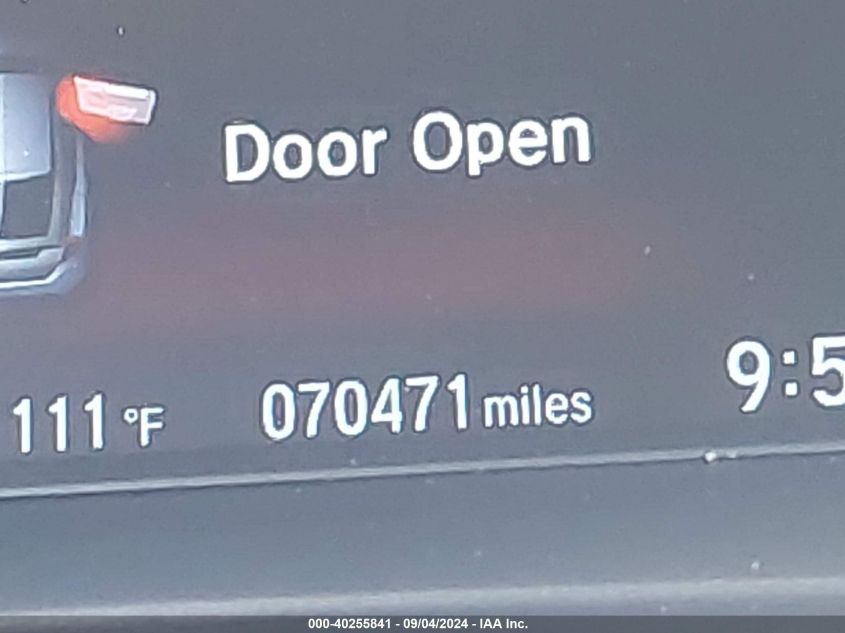 Door Open
111 °F 070471 miles 9:5
000-40255841 - 09/04/2024 - IAA Inc.